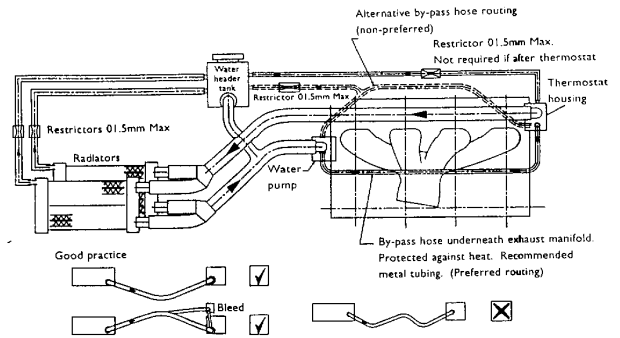 Alternative by-pass hose routing
(non-preferred)
Restrictor 01.5mm Max.
Not required if after thermostat
Water
header
tank
Restrictor 01.5mm Max
Thermostat
housing
Restrictors 01.5mm Max
Radiators
Water
pump
By-pass hose underneath exhaust manifold.
Protected against heat. Recommended
metal tubing. (Preferred routing)
Good practice
Bleed